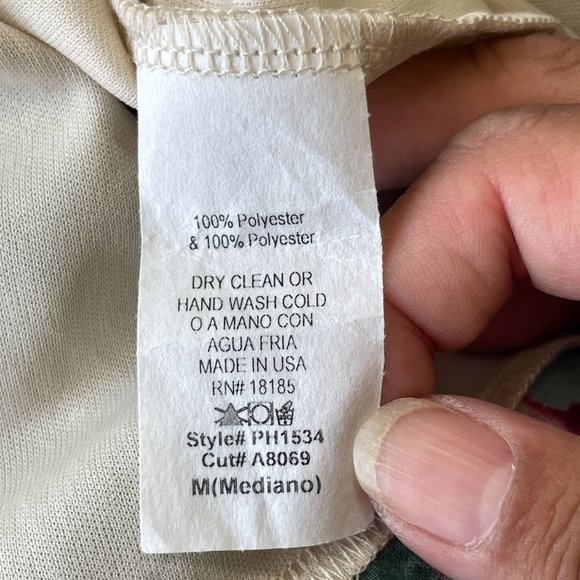 100% Polyester
& 100% Polyester
DRY CLEAN OR
HAND WASH COLD
O A MANO CON
AGUA FRIA
MADE IN USA
RN# 18185
Style# PH1534
Cut# A8069
M(Mediano)